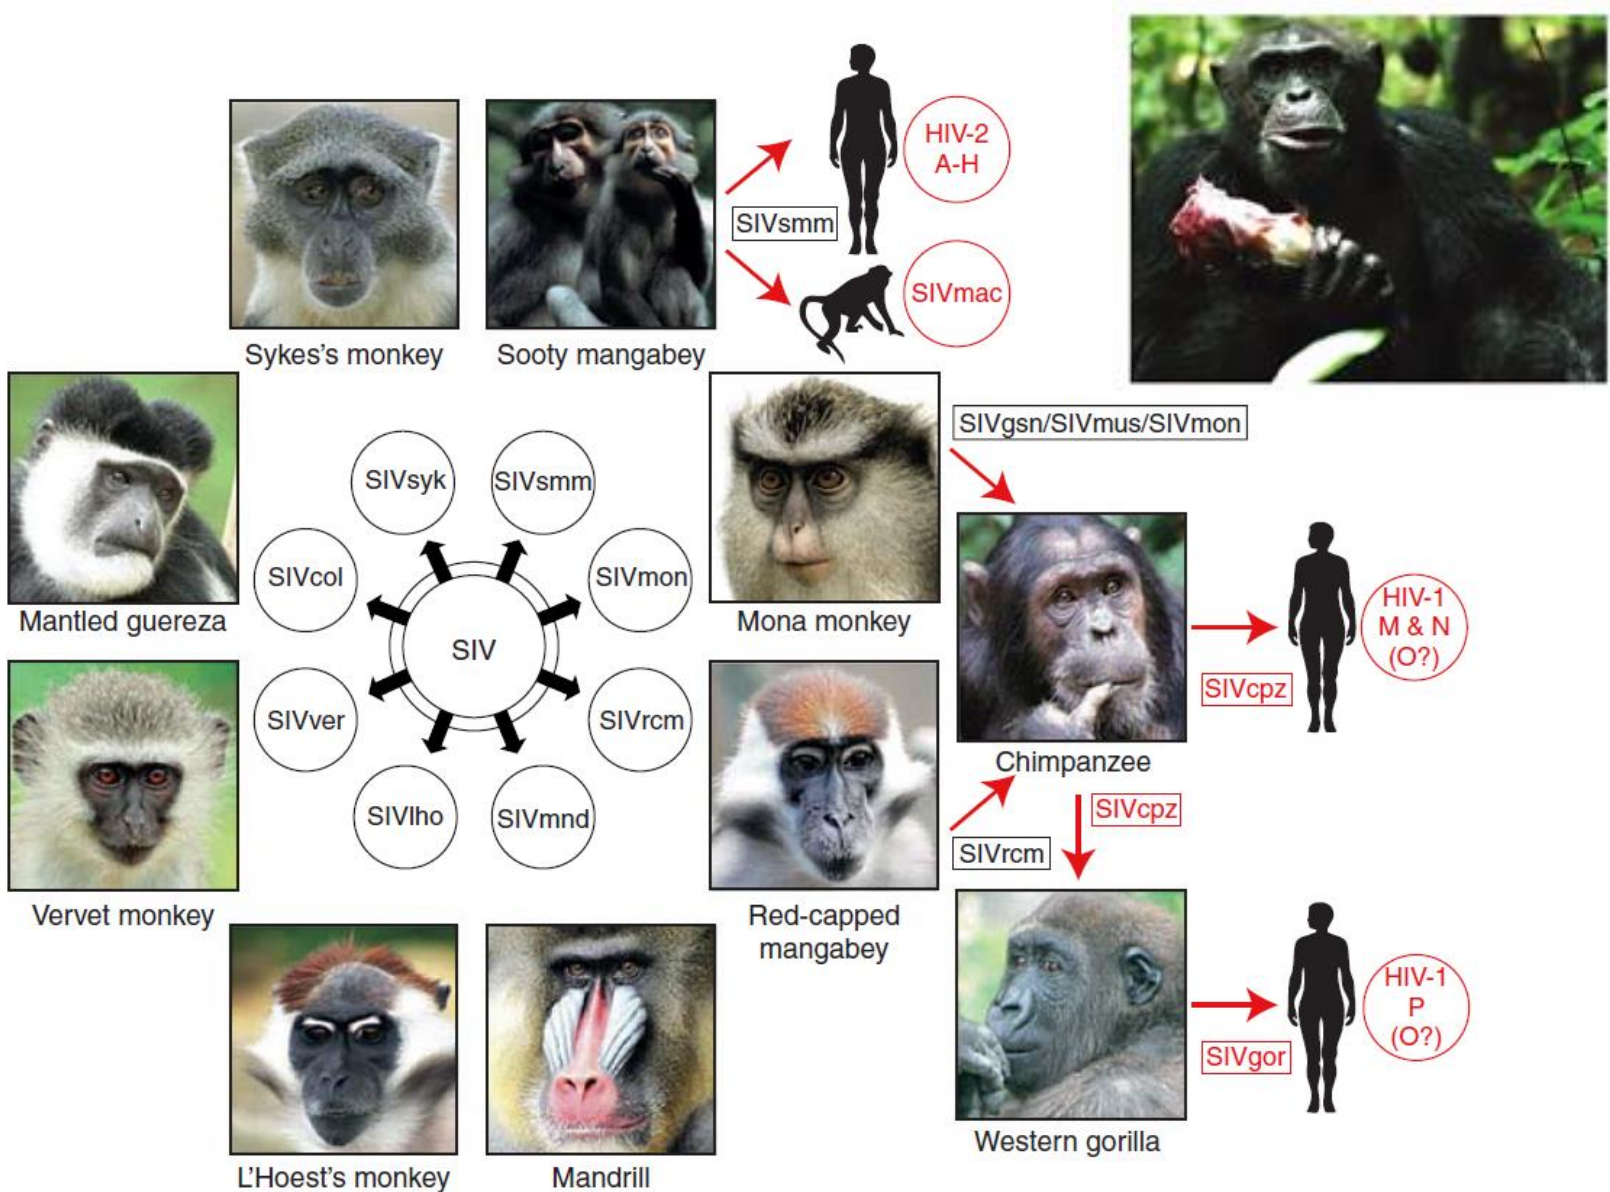 HIV-2
A-H
SIVsmm
SIVmac
Sykes’s monkey
Sooty mangabey
SIVgsn/SIVmus/SIVmon
SIVsyk
SIVsmm
SIVcol
SIVmon
Mantled guereza
Mona monkey
HIV-1
M & N
(O?)
SIV
SIVcpz
SIVver
SIVrcm
Chimpanzee
SIVcpz
SIVlho
SIVmnd
SIVrcm
Vervet monkey
Red-capped
mangabey
HIV-1
P
(O?)
SIVgor
Western gorilla
L’Hoest’s monkey
Mandrill